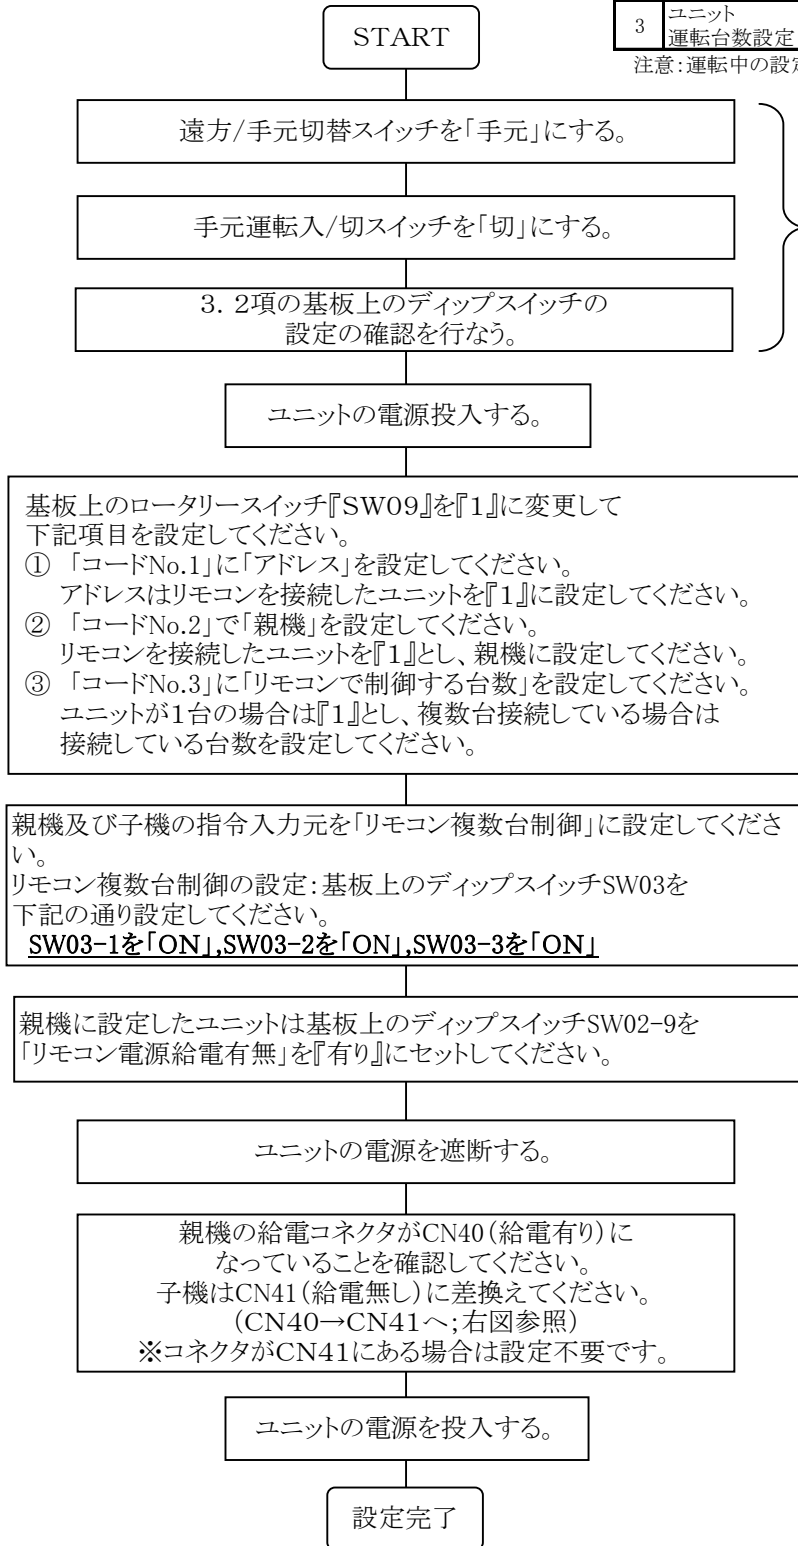 START
3
ユニット
運転台数設定
注意：運転中の設定
遠方/手元切替スイッチを「手元」にする。
手元運転入/切スイッチを「切」にする。
３．２項の基板上のディップスイッチの
設定の確認を行なう。
ユニットの電源投入する。
基板上のロータリースイッチ『SW09』を『1』に変更して
下記項目を設定してください。
① 「コードNo.1」に「アドレス」を設定してください。
アドレスはリモコンを接続したユニットを『1』に設定してください。
② 「コードNo.2」で「親機」を設定してください。
リモコンを接続したユニットを『1』とし、親機に設定してください。
③ 「コードNo.3」に「リモコンで制御する台数」を設定してください。
ユニットが1台の場合は『1』とし、複数台接続している場合は
接続している台数を設定してください。
親機及び子機の指令入力元を「リモコン複数台制御」に設定してくださ
い。
リモコン複数台制御の設定：基板上のディップスイッチSW03を
下記の通り設定してください。
SW03-1を「ON」,SW03-2を「ON」,SW03-3を「ON」
親機に設定したユニットは基板上のディップスイッチSW02-9を
「リモコン電源給電有無」を『有り』にセットしてください。
ユニットの電源を遮断する。
親機の給電コネクタがCN40（給電有り）に
なっていることを確認してください。
子機はCN41（給電無し）に差換えてください。
（CN40→CN41へ；右図参照）
※コネクタがCN41にある場合は設定不要です。
ユニットの電源を投入する。
設定完了